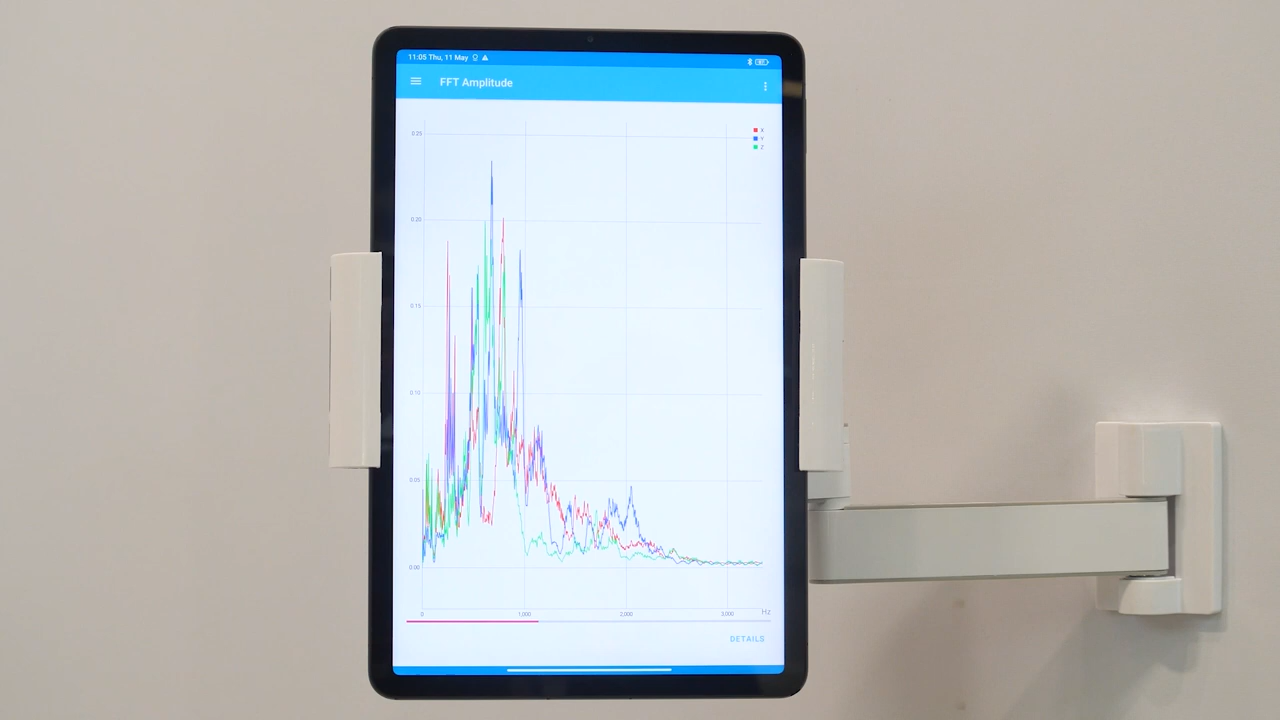 11:05 Thu, 11 May
FFT Amplitude
X
Y
Z
0.25
0.20
0.15
0.10
0.05
0.00
0 1,000 2,000 3,000 Hz
DETAILS